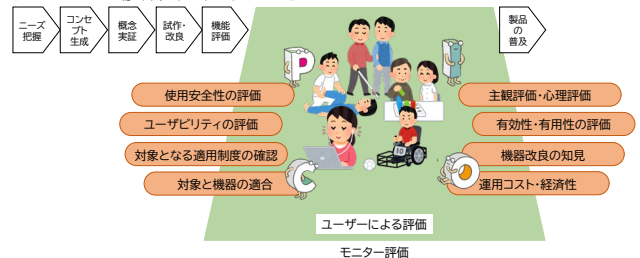 ニーズ
把握
コンセ
プト
生成
概念
実証
試作・
改良
機能
評価
製品
の
普及
P
I
使用安全性の評価
ユーザビリティの評価
対象となる適用制度の確認
対象と機器の適合
主観評価・心理評価
有効性・有用性の評価
機器改良の知見
運用コスト・経済性
10
C
O
ユーザーによる評価
モニター評価